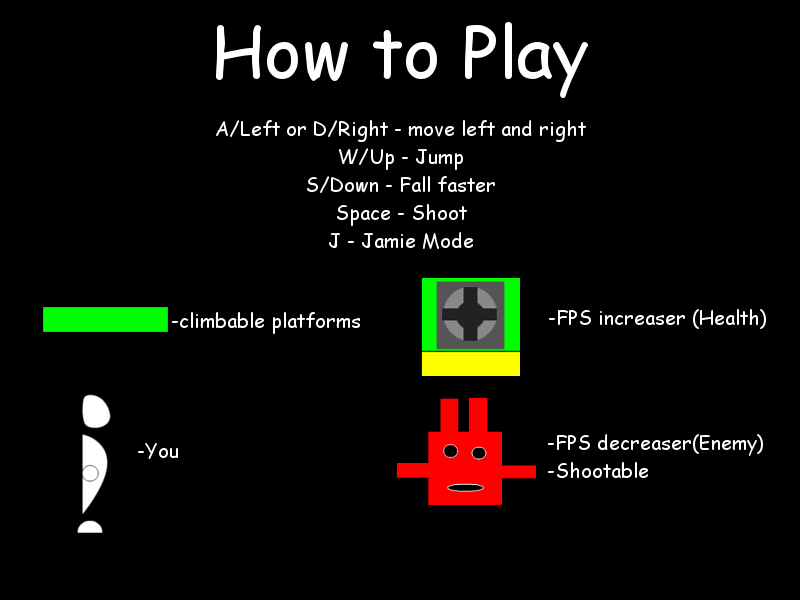 How to Play
A/Left or D/Right - move left and right
W/Up - Jump
S/Down - Fall faster
Space - Shoot
J - Jamie Mode
-climbable platforms
-FPS increaser (Health)
-You
-FPS decreaser(Enemy)
-Shootable